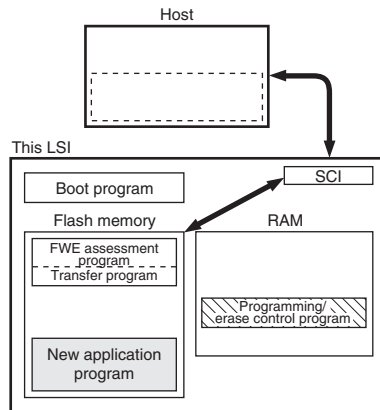 Host
This LSI
SCI
Boot program
Flash memory
RAM
FWE assessment
program
Transfer program
Programming/
erase control program
New application
program